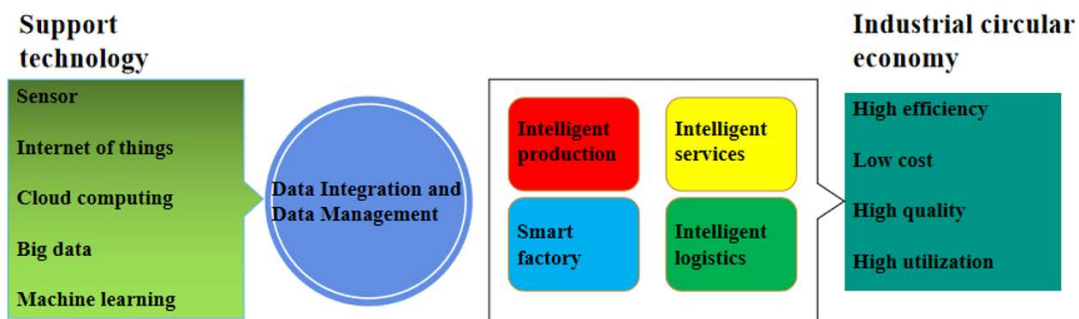 Support
technology
Sensor
Internet of things
Cloud computing
Big data
Machine learning
Data Integration and
Data Management
Intelligent
production
Intelligent
services
Smart
factory
Intelligent
logistics
Industrial circular
economy
High efficiency
Low cost
High quality
High utilization